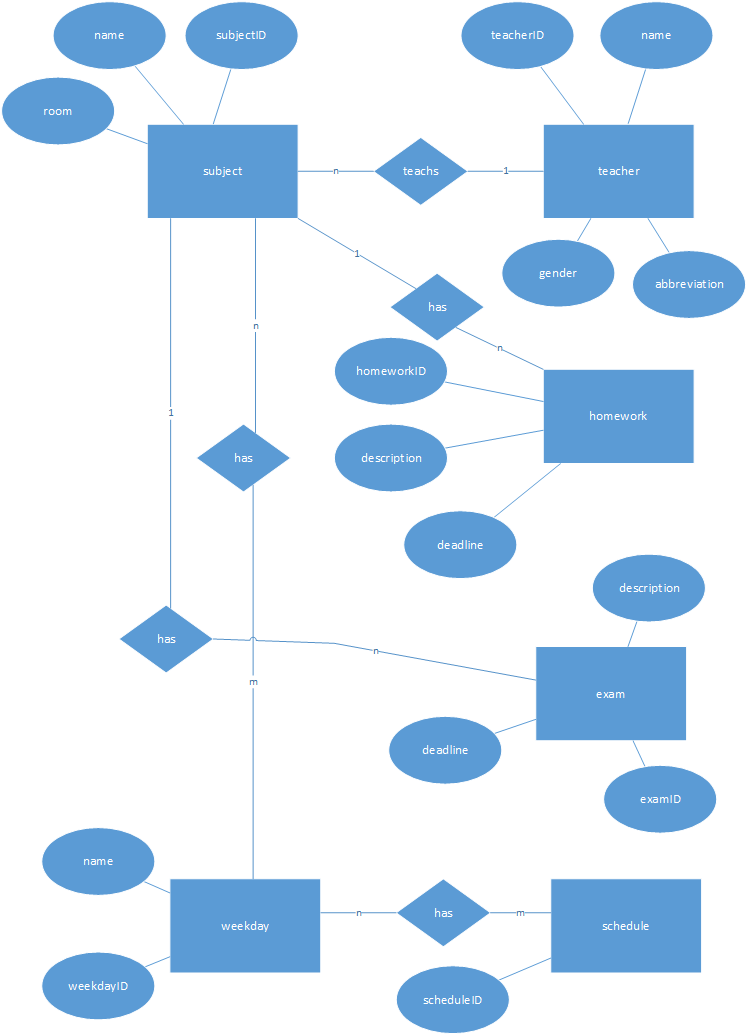 name
subjectID
teacherID
name
room
subject
n
teachs
1
teacher
1
gender
abbreviation
has
n
n
homeworkID
homework
1
has
description
deadline
description
has
n
m
exam
deadline
examID
name
weekday
n
has
m
schedule
weekdayID
scheduleID